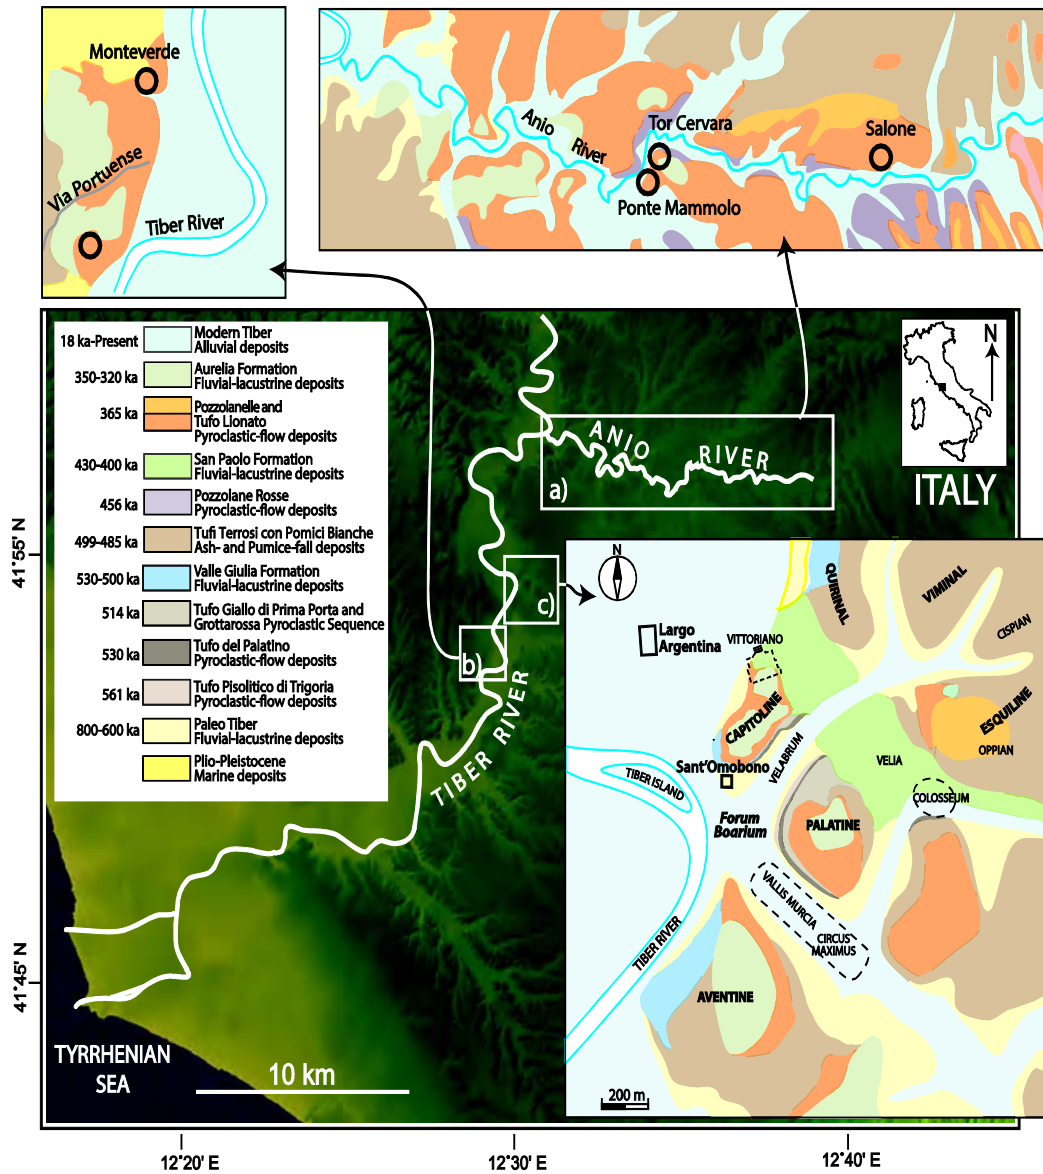 Monteverde
Via Portuense
Tiber River
Anio
River
Tor Cervara
Salone
Ponte Mammolo
18 ka-Present
Modern Tiber
Alluvial deposits
350-320 ka
Aurelia Formation
Fluvial-lacustrine deposits
365 ka
Pozzolanelle and
Tufo Lionato
Pyroclastic-flow deposits
430-400 ka
San Paolo Formation
Fluvial-lacustrine deposits
456 ka
Pozzolane Rosse
Pyroclastic-flow deposits
499-485 ka
Tufi Terrosi con Pomici Bianche
Ash- and Pumice-fall deposits
530-500 ka
Valle Giulia Formation
Fluvial-lacustrine deposits
514 ka
Tufo Giallo di Prima Porta and
Grottarossa Pyroclastic Sequence
530 ka
Tufo del Palatino
Pyroclastic-flow deposits
561 ka
Tufo Pisolitico di Trigoria
Pyroclastic-flow deposits
800-600 ka
Paleo Tiber
Fluvial-lacustrine deposits
Plio-Pleistocene
Marine deposits
ANIO RIVER
a)
b)
c)
N
ITALY
TIBER RIVER
TYRRHENIAN
SEA
10 km
41°55' N
41°45' N
12°20' E
12°30' E
12°40' E
N
Largo
Argentina
VITTORIANO
QUIRINAL
VIMINAL
CISPIAN
ESQUILINE
OPPIAN
CAPITOLINE
VELABRUM
VELIA
Sant'Omobono
TIBER ISLAND
COLOSSEUM
Forum
Boarium
PALATINE
VALLIS MURCIA
CIRCUS
MAXIMUS
TIBER RIVER
AVENTINE
200 m